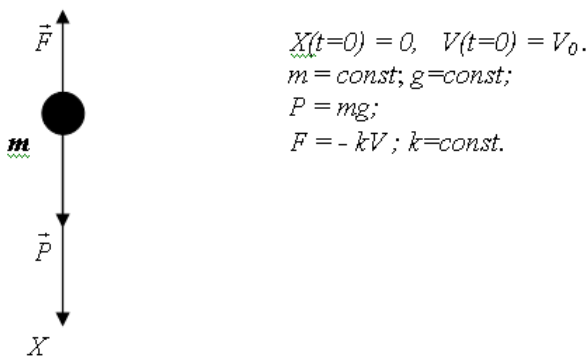 F⃗
X(t=0) = 0, V(t=0) = V₀.
m = const; g=const;
P = mg;
m
F = - kV ; k=const.
P⃗
X